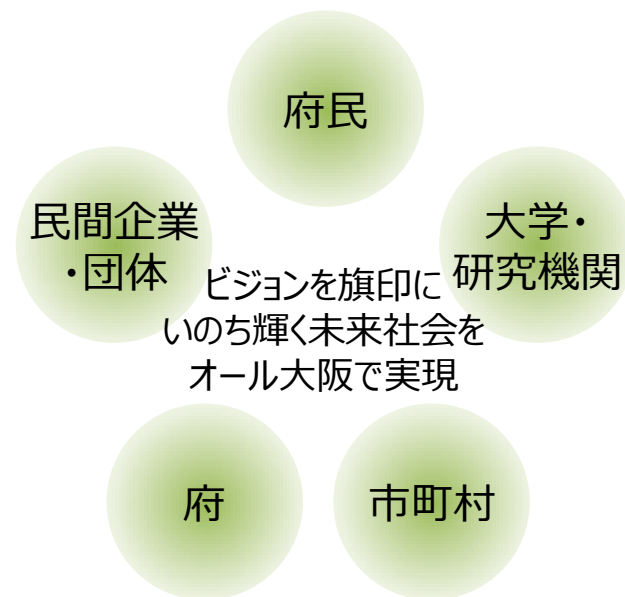 府民
民間企業
・団体
大学・
研究機関
ビジョンを旗印に
いのち輝く未来社会を
オール大阪で実現
府
市町村